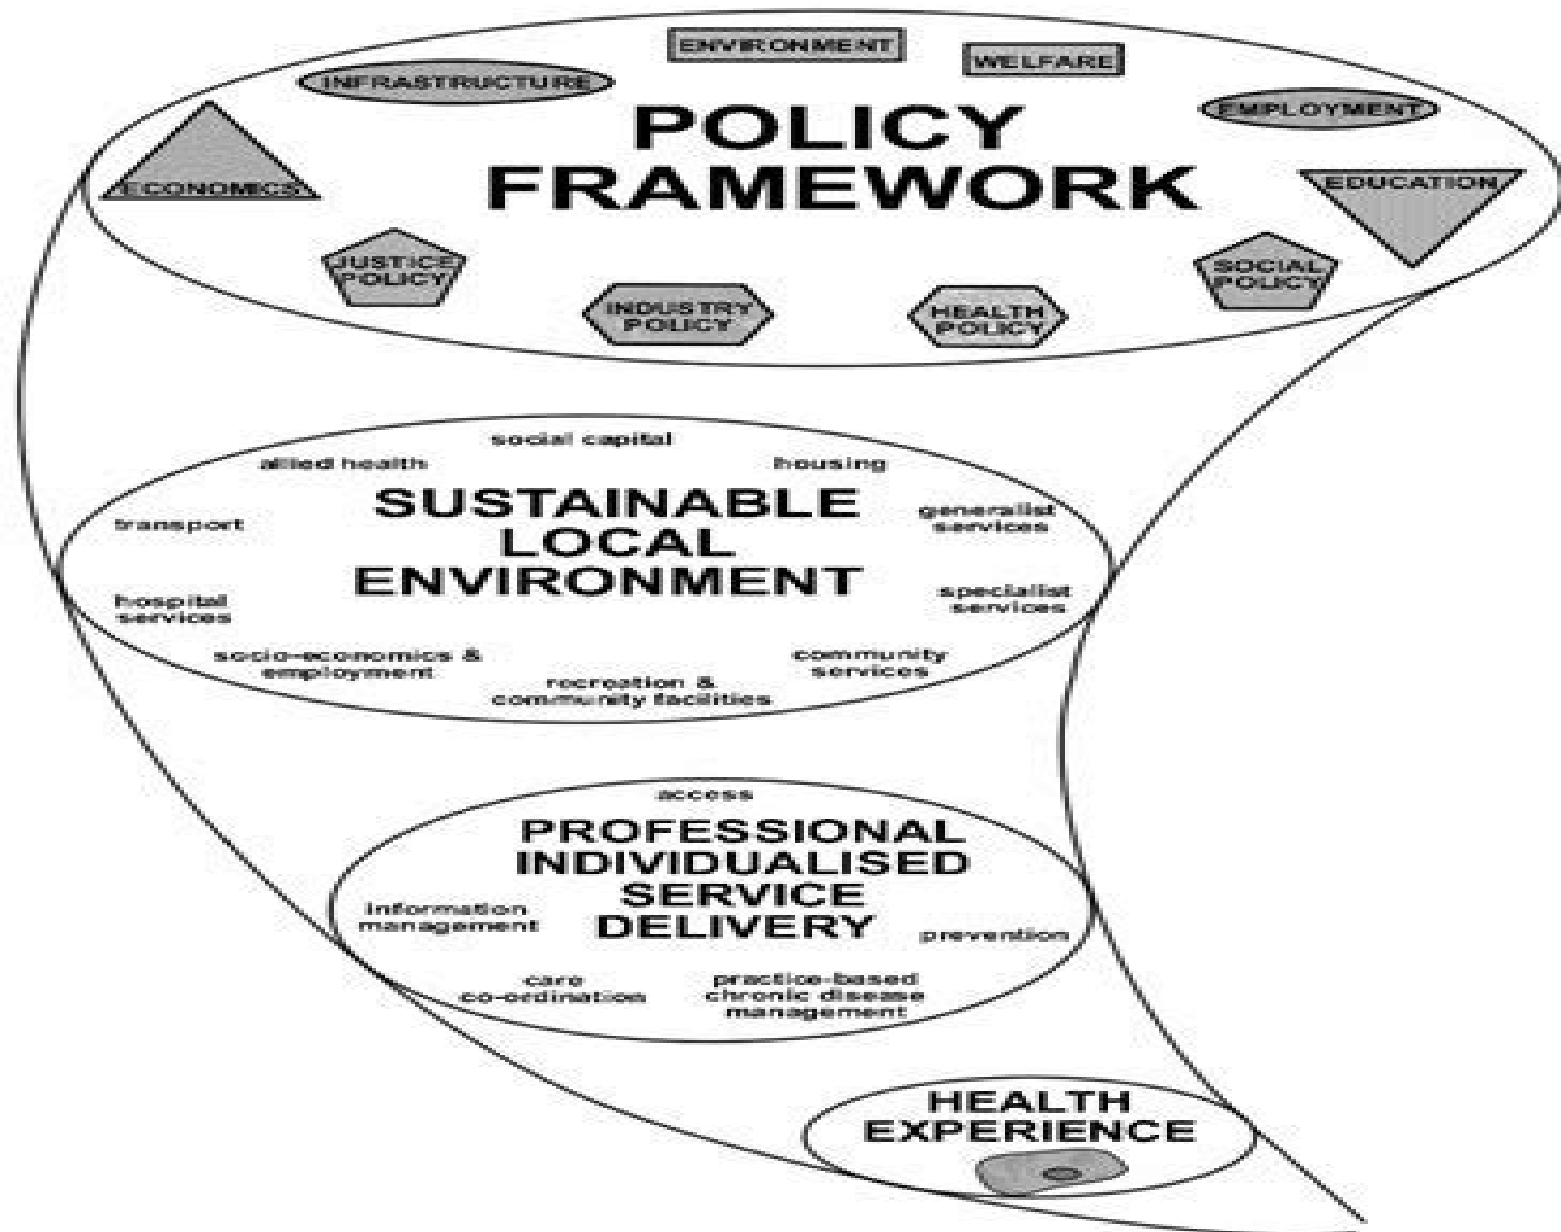 ENVIRONMENT
WELFARE
INFRASTRUCTURE
EMPLOYMENT
POLICY
FRAMEWORK
ECONOMICS
EDUCATION
JUSTICE
POLICY
INDUSTRY
POLICY
HEALTH
POLICY
SOCIAL
POLICY
social capital
allied health
housing
SUSTAINABLE
LOCAL
ENVIRONMENT
transport
generalist
services
hospital
services
specialist
services
socio-economics &
employment
recreation &
community facilities
community
services
access
PROFESSIONAL
INDIVIDUALISED
SERVICE
DELIVERY
information
management
prevention
care
co-ordination
practice-based
chronic disease
management
HEALTH
EXPERIENCE